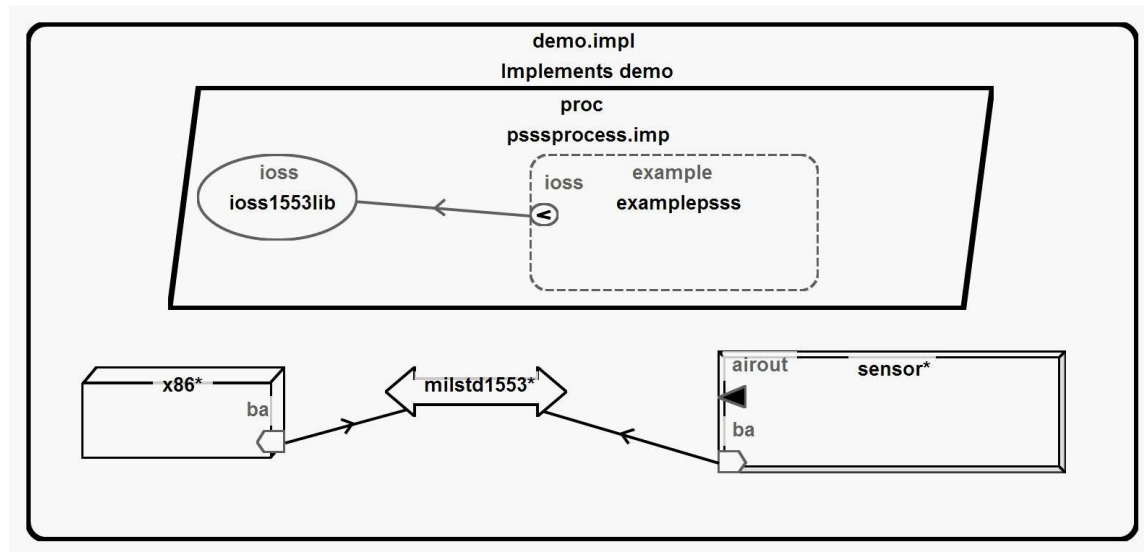 demo.impl
Implements demo
proc
psssprocess.imp
ioss
ioss1553lib
ioss
example
examplepsss
x86*
ba
milstd1553*
airout
sensor*
ba